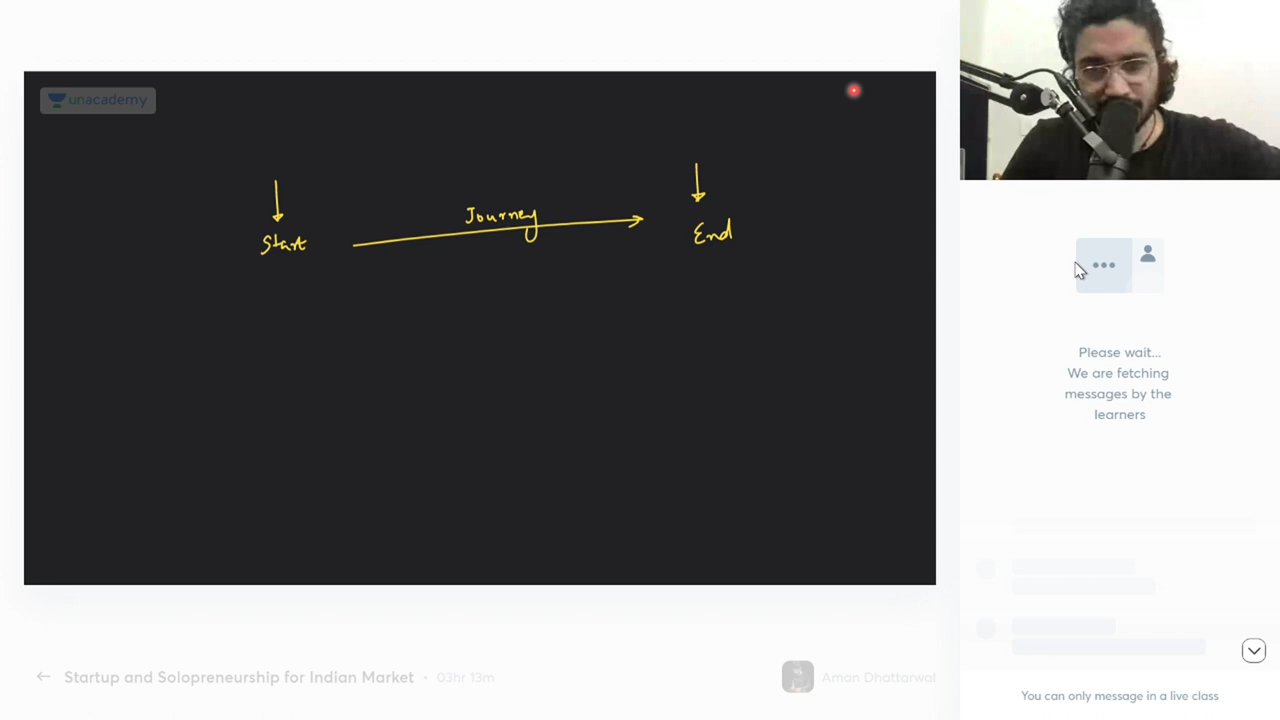 unacademy
Start
Journey
End
Please wait...
We are fetching
messages by the
learners
Startup and Solopreneurship for Indian Market • 03hr 13m
Aman Dhattarwal
You can only message in a live class